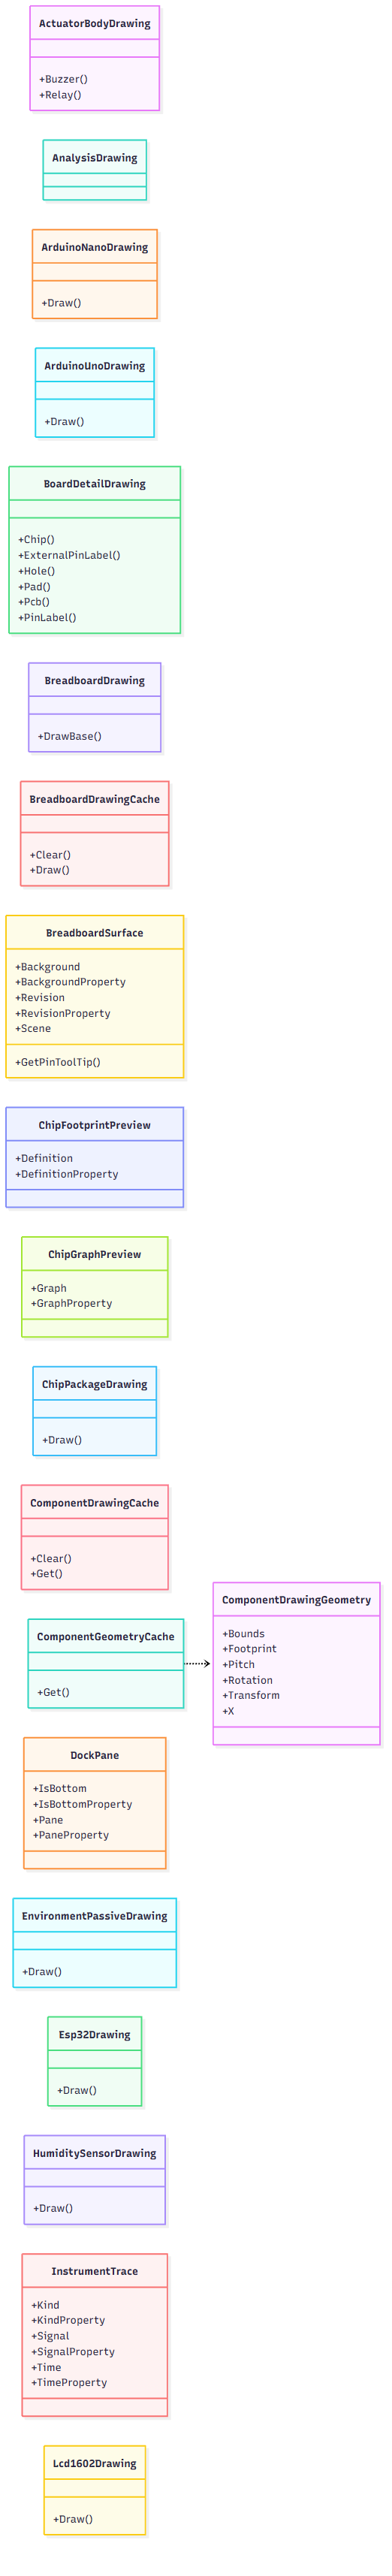 ActuatorBodyDrawing
+Buzzer()
+Relay()
AnalysisDrawing
ArduinoNanoDrawing
+Draw()
ArduinoUnoDrawing
+Draw()
BoardDetailDrawing
+Chip()
+ExternalPinLabel()
+Hole()
+Pad()
+Pcb()
+PinLabel()
BreadboardDrawing
+DrawBase()
BreadboardDrawingCache
+Clear()
+Draw()
BreadboardSurface
+Background
+BackgroundProperty
+Revision
+RevisionProperty
+Scene
+GetPinToolTip()
ChipFootprintPreview
+Definition
+DefinitionProperty
ChipGraphPreview
+Graph
+GraphProperty
ChipPackageDrawing
+Draw()
ComponentDrawingCache
+Clear()
+Get()
ComponentGeometryCache
+Get()
ComponentDrawingGeometry
+Bounds
+Footprint
+Pitch
+Rotation
+Transform
+X
DockPane
+IsBottom
+IsBottomProperty
+Pane
+PaneProperty
EnvironmentPassiveDrawing
+Draw()
Esp32Drawing
+Draw()
HumiditySensorDrawing
+Draw()
InstrumentTrace
+Kind
+KindProperty
+Signal
+SignalProperty
+Time
+TimeProperty
Lcd1602Drawing
+Draw()